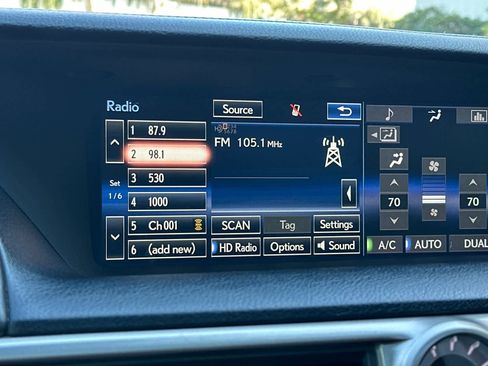 Radio
Source
1 87.9
2 98.1
3 530
4 1000
5 Ch 001
6 (add new)
Set
1/6
FM 105.1 MHz
SCAN
Tag
Settings
HD Radio
Options
Sound
70
70
A/C
AUTO
DUAL